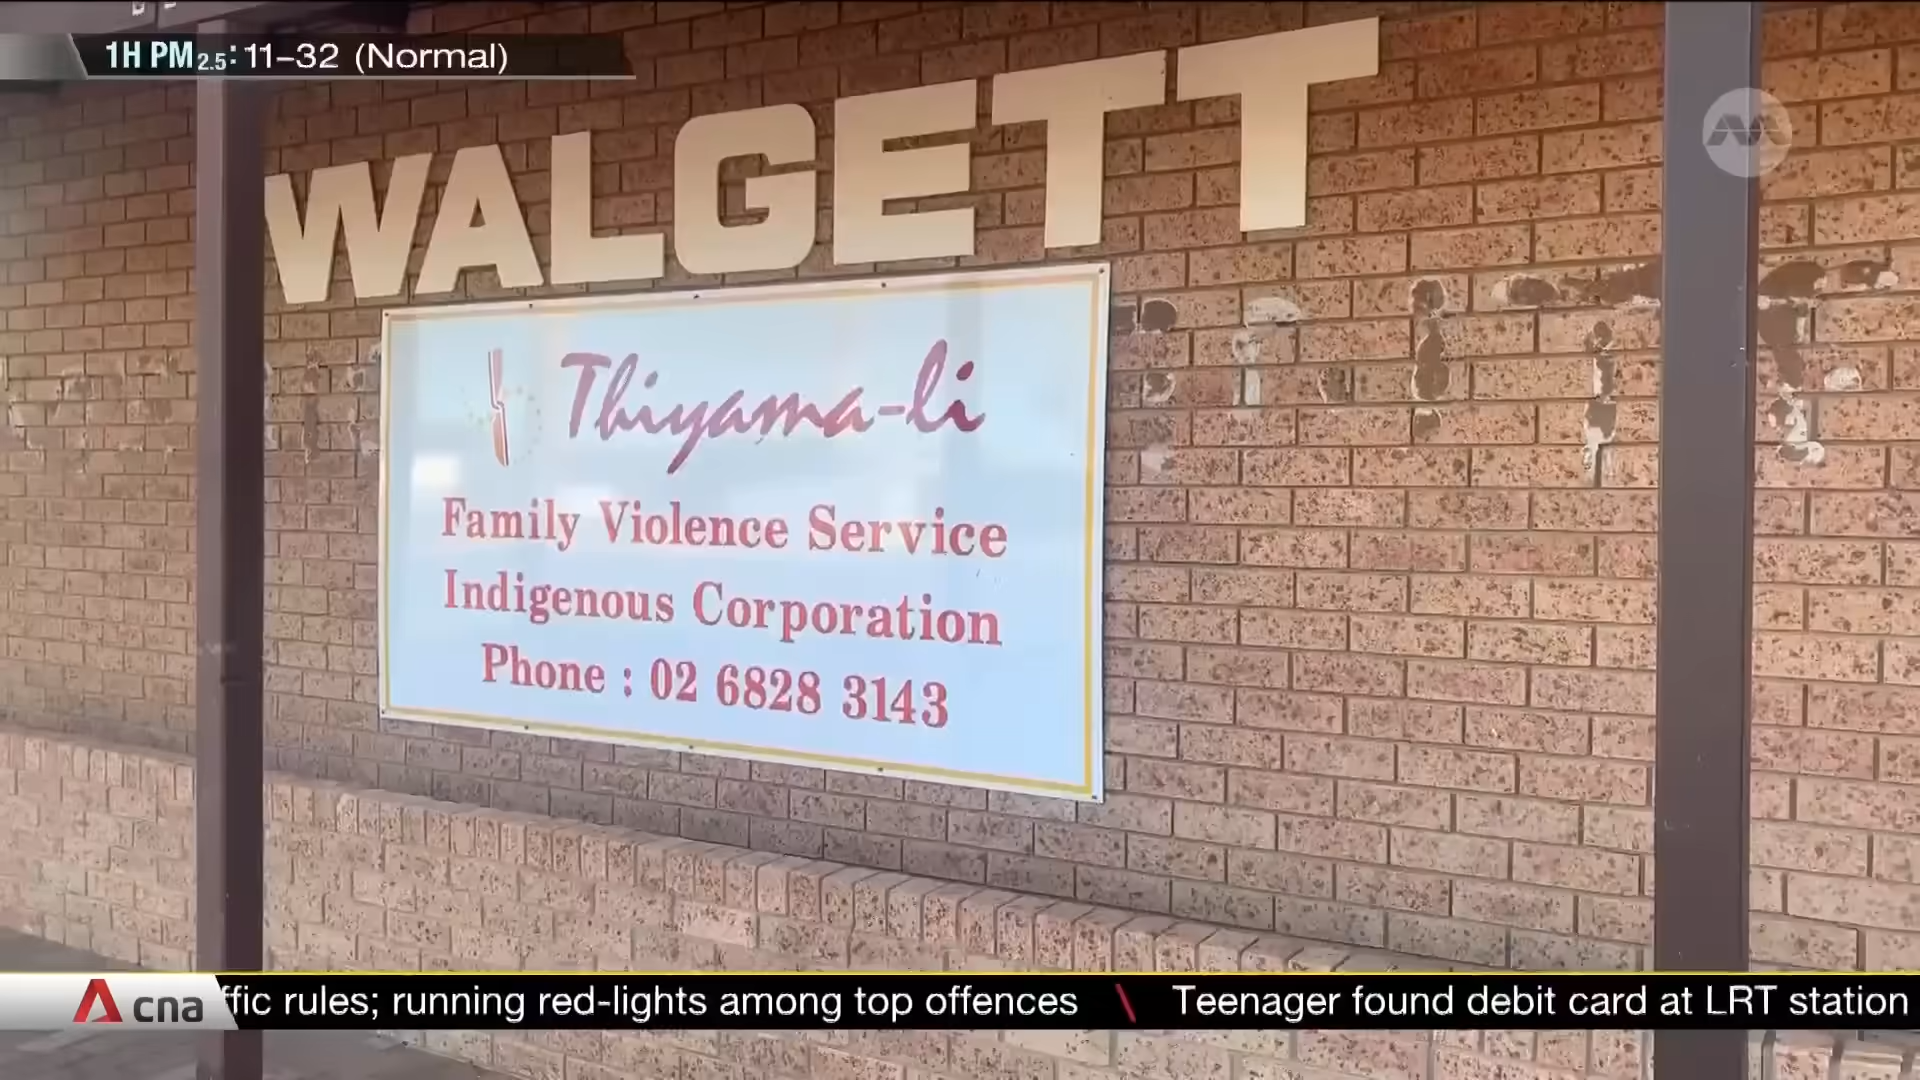 1H PM2.5: 11-32 (Normal)
WALGETT
Thiyama-li
Family Violence Service
Indigenous Corporation
Phone : 02 6828 3143
cna
ffic rules; running red-lights among top offences \ Teenager found debit card at LRT station